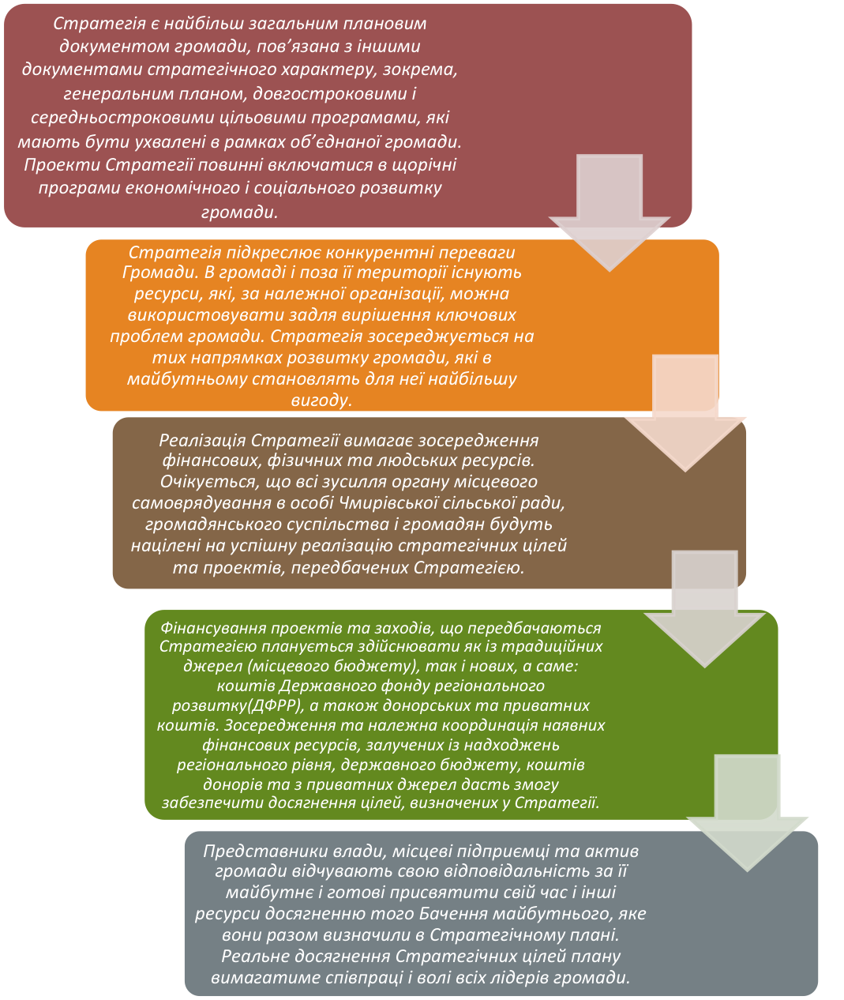 Стратегія є найбільш загальним плановим
документом громади, пов’язана з іншими
документами стратегічного характеру, зокрема,
генеральним планом, довгостроковими і
середньостроковими цільовими програмами, які
мають бути ухвалені в рамках об’єднаної громади.
Проекти Стратегії повинні включатися в щорічні
програми економічного і соціального розвитку
громади.
Стратегія підкреслює конкурентні переваги
Громади. В громаді і поза її території існують
ресурси, які, за належної організації, можна
використовувати задля вирішення ключових
проблем громади. Стратегія зосереджується на
тих напрямках розвитку громади, які в
майбутньому становлять для неї найбільшу
вигоду.
Реалізація Стратегії вимагає зосередження
фінансових, фізичних та людських ресурсів.
Очікується, що всі зусилля органу місцевого
самоврядування в особі Чмирівської сільської ради,
громадянського суспільства і громадян будуть
націлені на успішну реалізацію стратегічних цілей
та проектів, передбачених Стратегією.
Фінансування проектів та заходів, що передбачаються
Стратегією планується здійснювати як із традиційних
джерел (місцевого бюджету), так і нових, а саме:
коштів Державного фонду регіонального
розвитку(ДФРР), а також донорських та приватних
коштів. Зосередження та належна координація наявних
фінансових ресурсів, залучених із надходжень
регіонального рівня, державного бюджету, коштів
донорів та з приватних джерел дасть змогу
забезпечити досягнення цілей, визначених у Стратегії.
Представники влади, місцеві підприємці та актив
громади відчувають свою відповідальність за її
майбутнє і готові присвятити свій час і інші
ресурси досягненню того Бачення майбутнього, яке
вони разом визначили в Стратегічному плані.
Реальне досягнення Стратегічних цілей плану
вимагатиме співпраці і волі всіх лідерів громади.